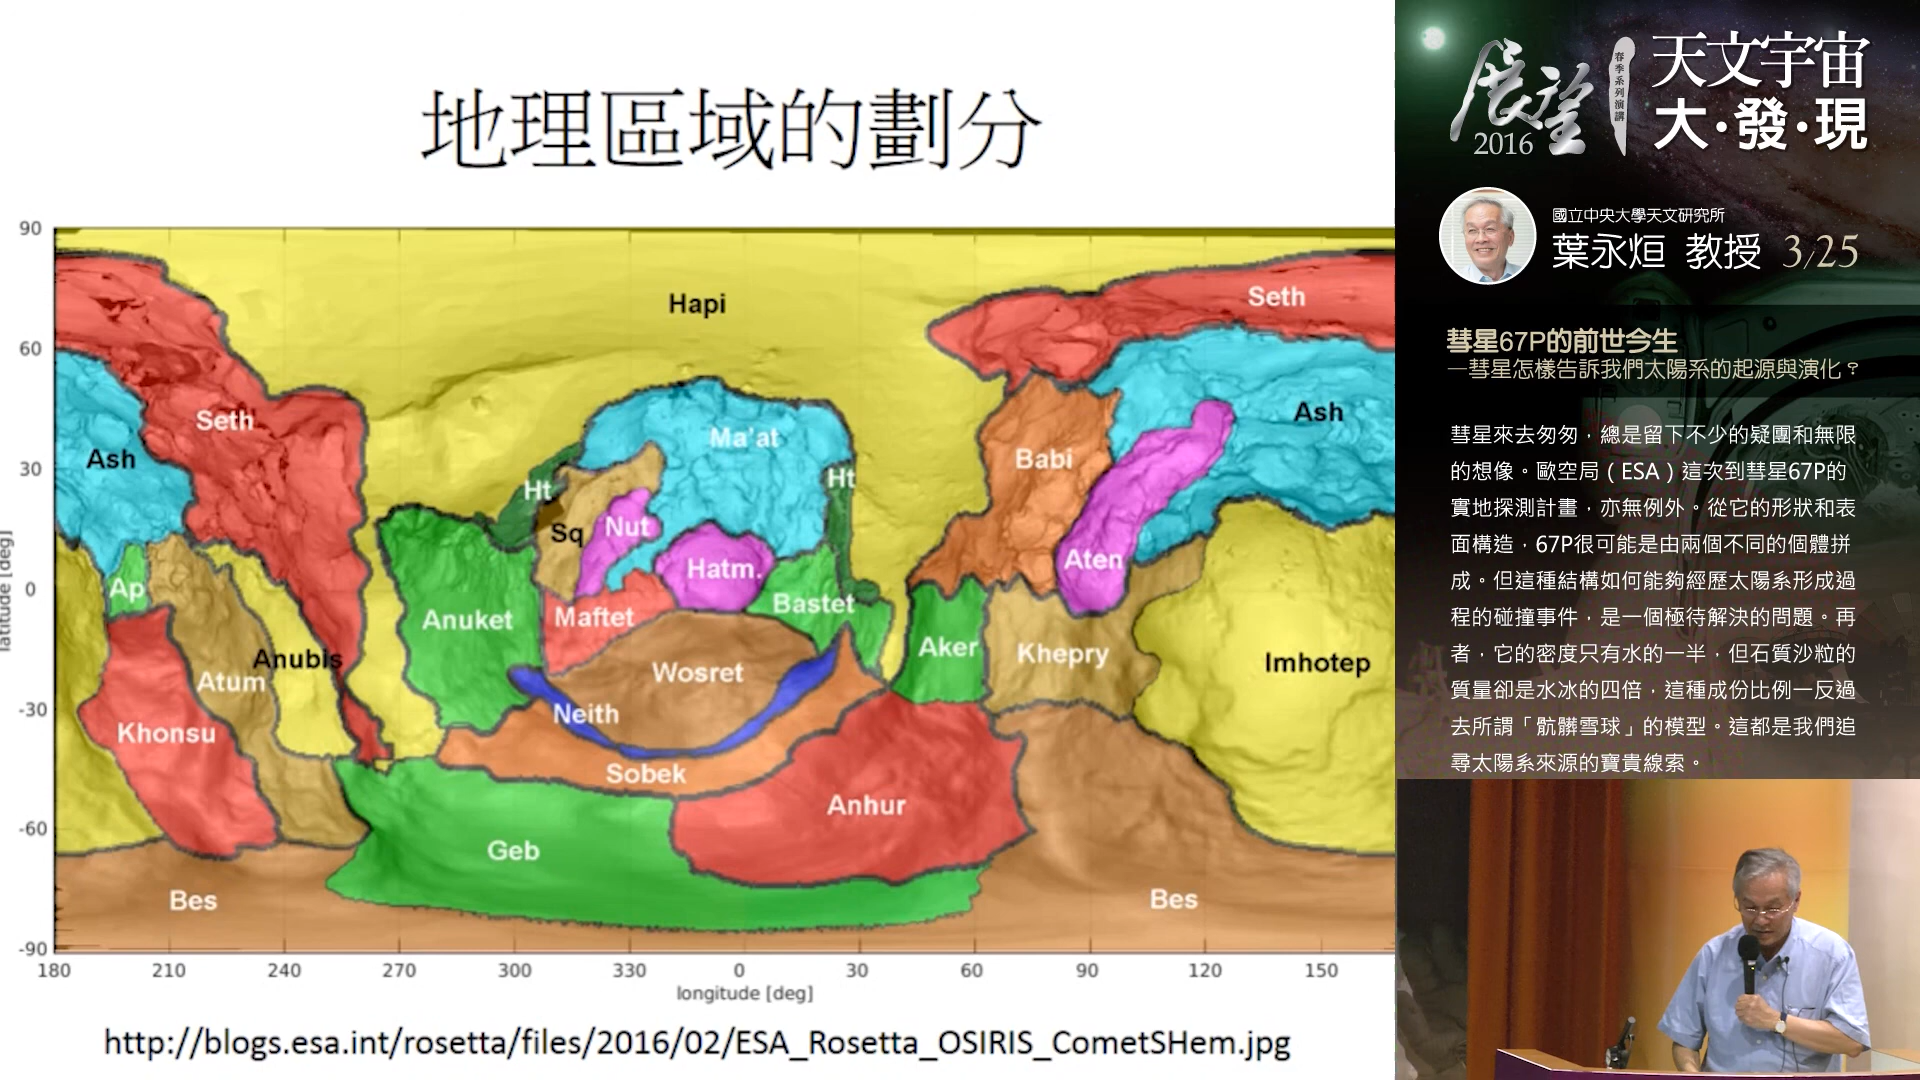 地理區域的劃分
90
60
30
0
-30
-60
-90
latitude [deg]
Hapi
Seth
Seth
Ash
Ash
Ma'at
Ht
Ht
Babi
Sq
Nut
Hatm.
Aten
Ap
Anuket
Maftet
Bastet
Aker
Khepry
Imhotep
Anubis
Atum
Wosret
Khonsu
Neith
Sobek
Anhur
Geb
Bes
Bes
180 210 240 270 300 330 0 30 60 90 120 150
longitude [deg]
http://blogs.esa.int/rosetta/files/2016/02/ESA_Rosetta_OSIRIS_CometSHem.jpg
展望
2016
春季系列演講
天文宇宙
大·發·現
國立中央大學天文研究所
葉永烜 教授 3/25
彗星67P的前世今生
—彗星怎樣告訴我們太陽系的起源與演化？
彗星來去匆匆，總是留下不少的疑團和無限
的想像。歐空局（ESA）這次到彗星67P的
實地探測計畫，亦無例外。從它的形狀和表
面構造，67P很可能是由兩個不同的個體拼
成。但這種結構如何能夠經歷太陽系形成過
程的碰撞事件，是一個極待解決的問題。再
者，它的密度只有水的一半，但石質沙粒的
質量卻是水冰的四倍，這種成份比例一反過
去所謂「骯髒雪球」的模型。這都是我們追
尋太陽系來源的寶貴線索。